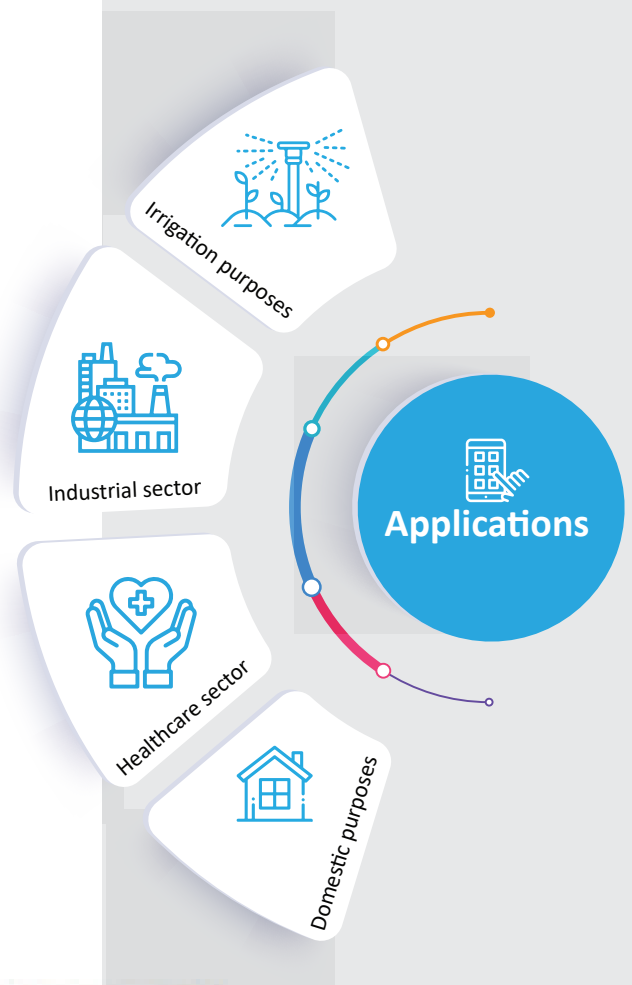 Irrigation purposes
Industrial sector
Applications
Healthcare sector
Domestic purposes